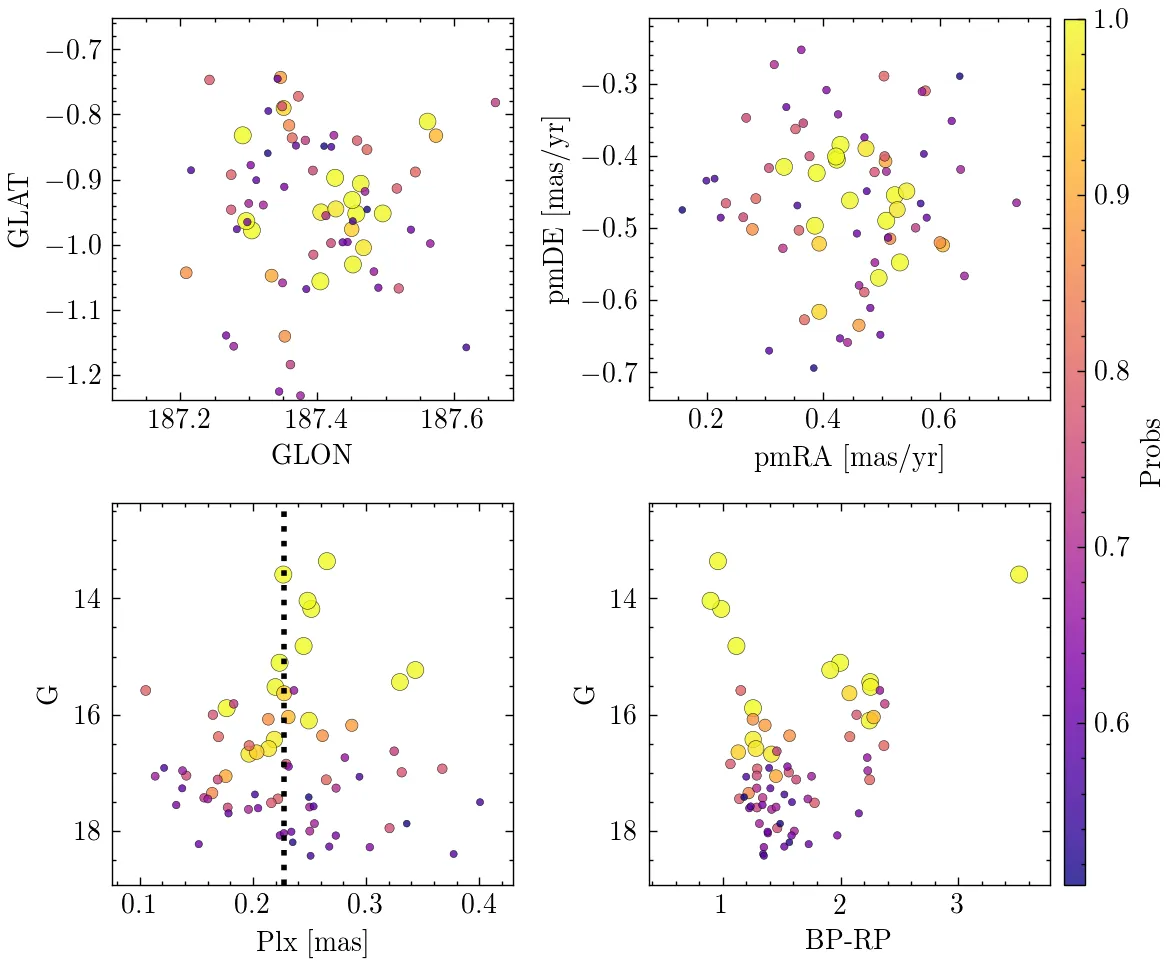 −0.7
−0.8
−0.9
−1.0
−1.1
−1.2
GLAT
187.2 187.4 187.6
GLON
−0.3
−0.4
−0.5
−0.6
−0.7
pmDE [mas/yr]
0.2 0.4 0.6
pmRA [mas/yr]
1.0
0.9
0.8
0.7
0.6
Probs
14
16
18
G
0.1 0.2 0.3 0.4
Plx [mas]
14
16
18
G
1 2 3
BP-RP